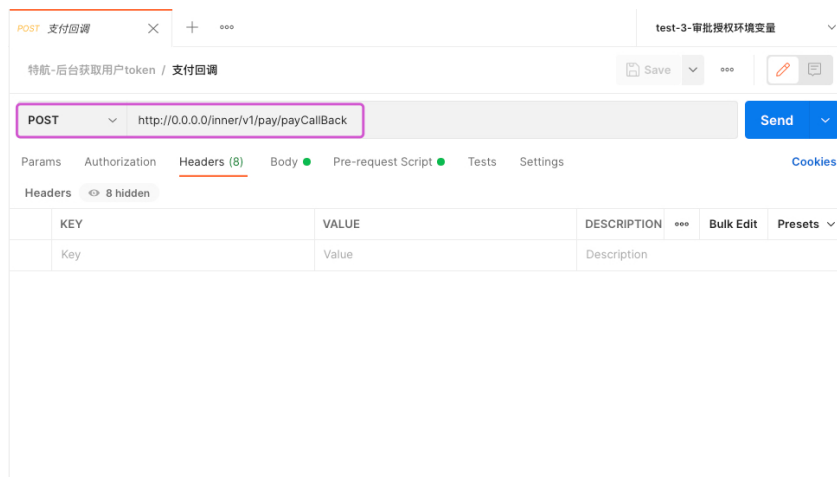 POST 支付回调
test-3-审批授权环境变量
特航-后台获取用户token / 支付回调
Save
POST http://0.0.0.0/inner/v1/pay/payCallBack
Send
Params Authorization Headers (8) Body Pre-request Script Tests Settings Cookies
Headers 8 hidden
KEY VALUE DESCRIPTION Bulk Edit Presets
Key Value Description